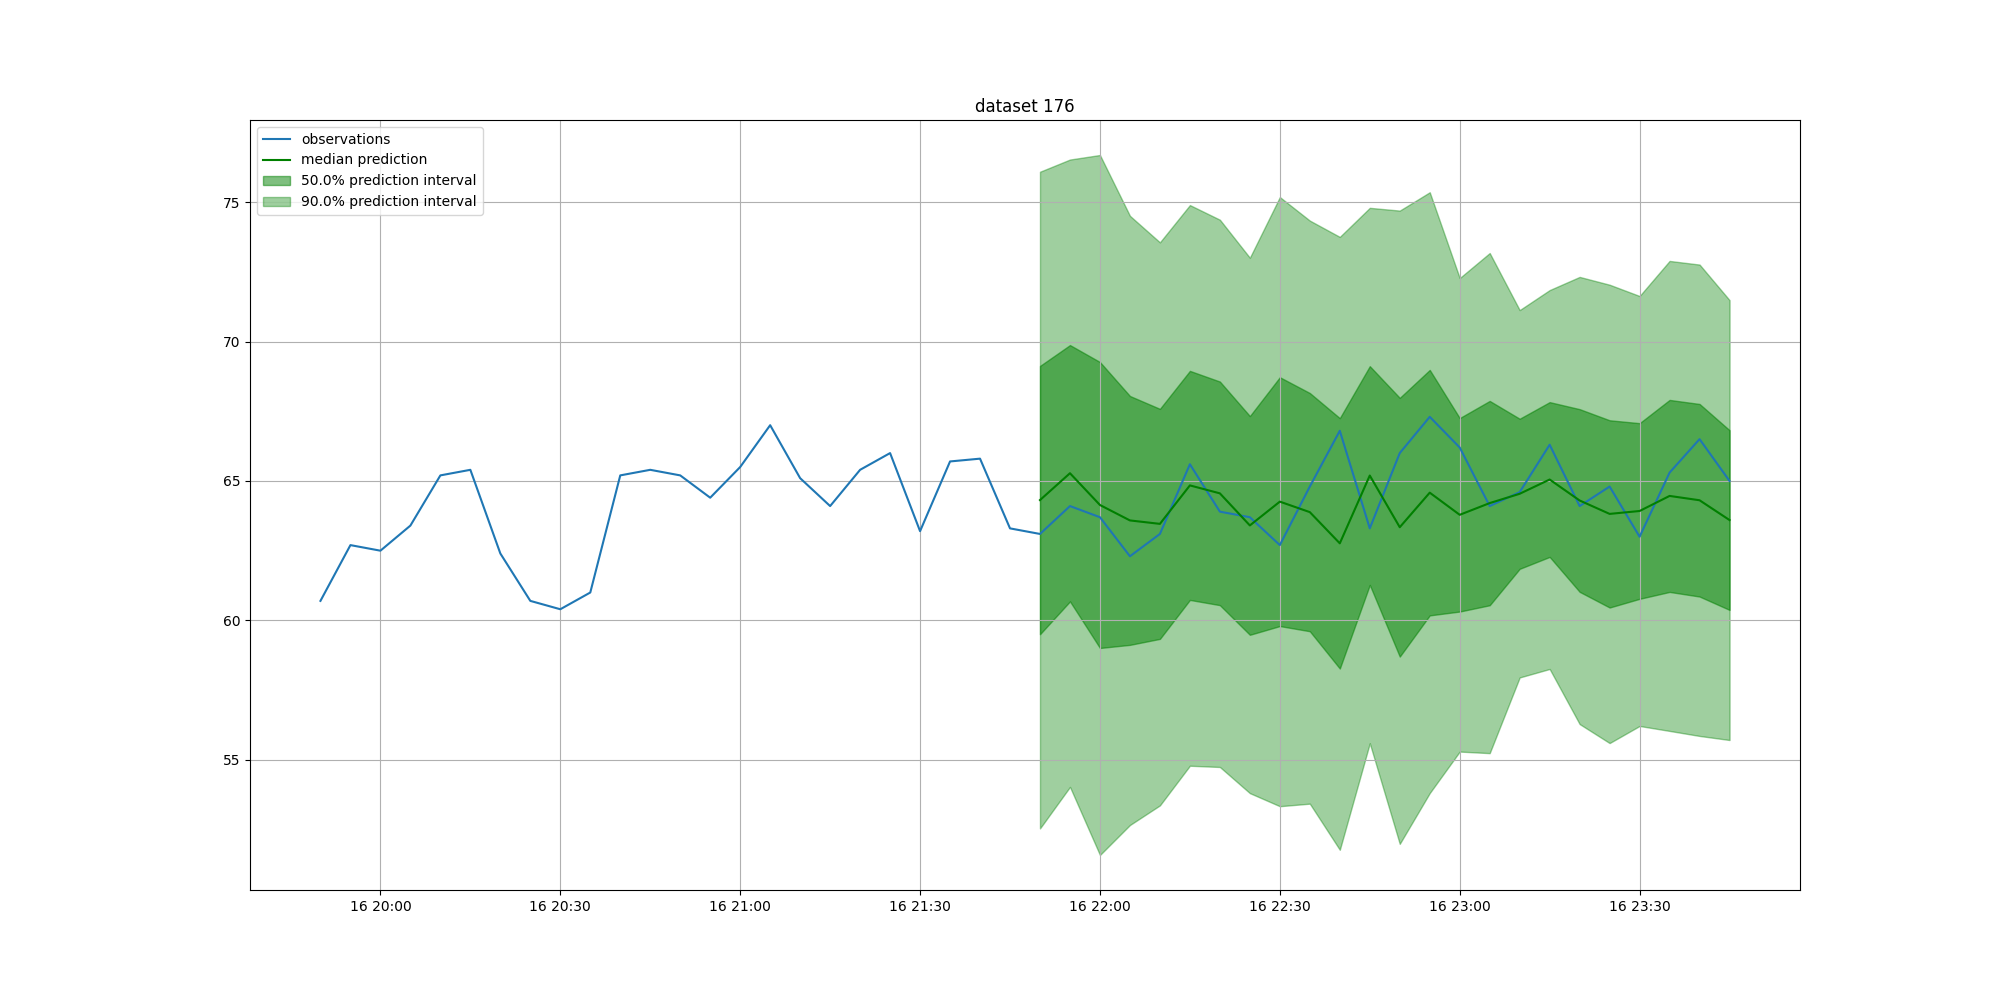 dataset 176
observations
median prediction
50.0% prediction interval
90.0% prediction interval
75
70
65
60
55
16 20:00
16 20:30
16 21:00
16 21:30
16 22:00
16 22:30
16 23:00
16 23:30